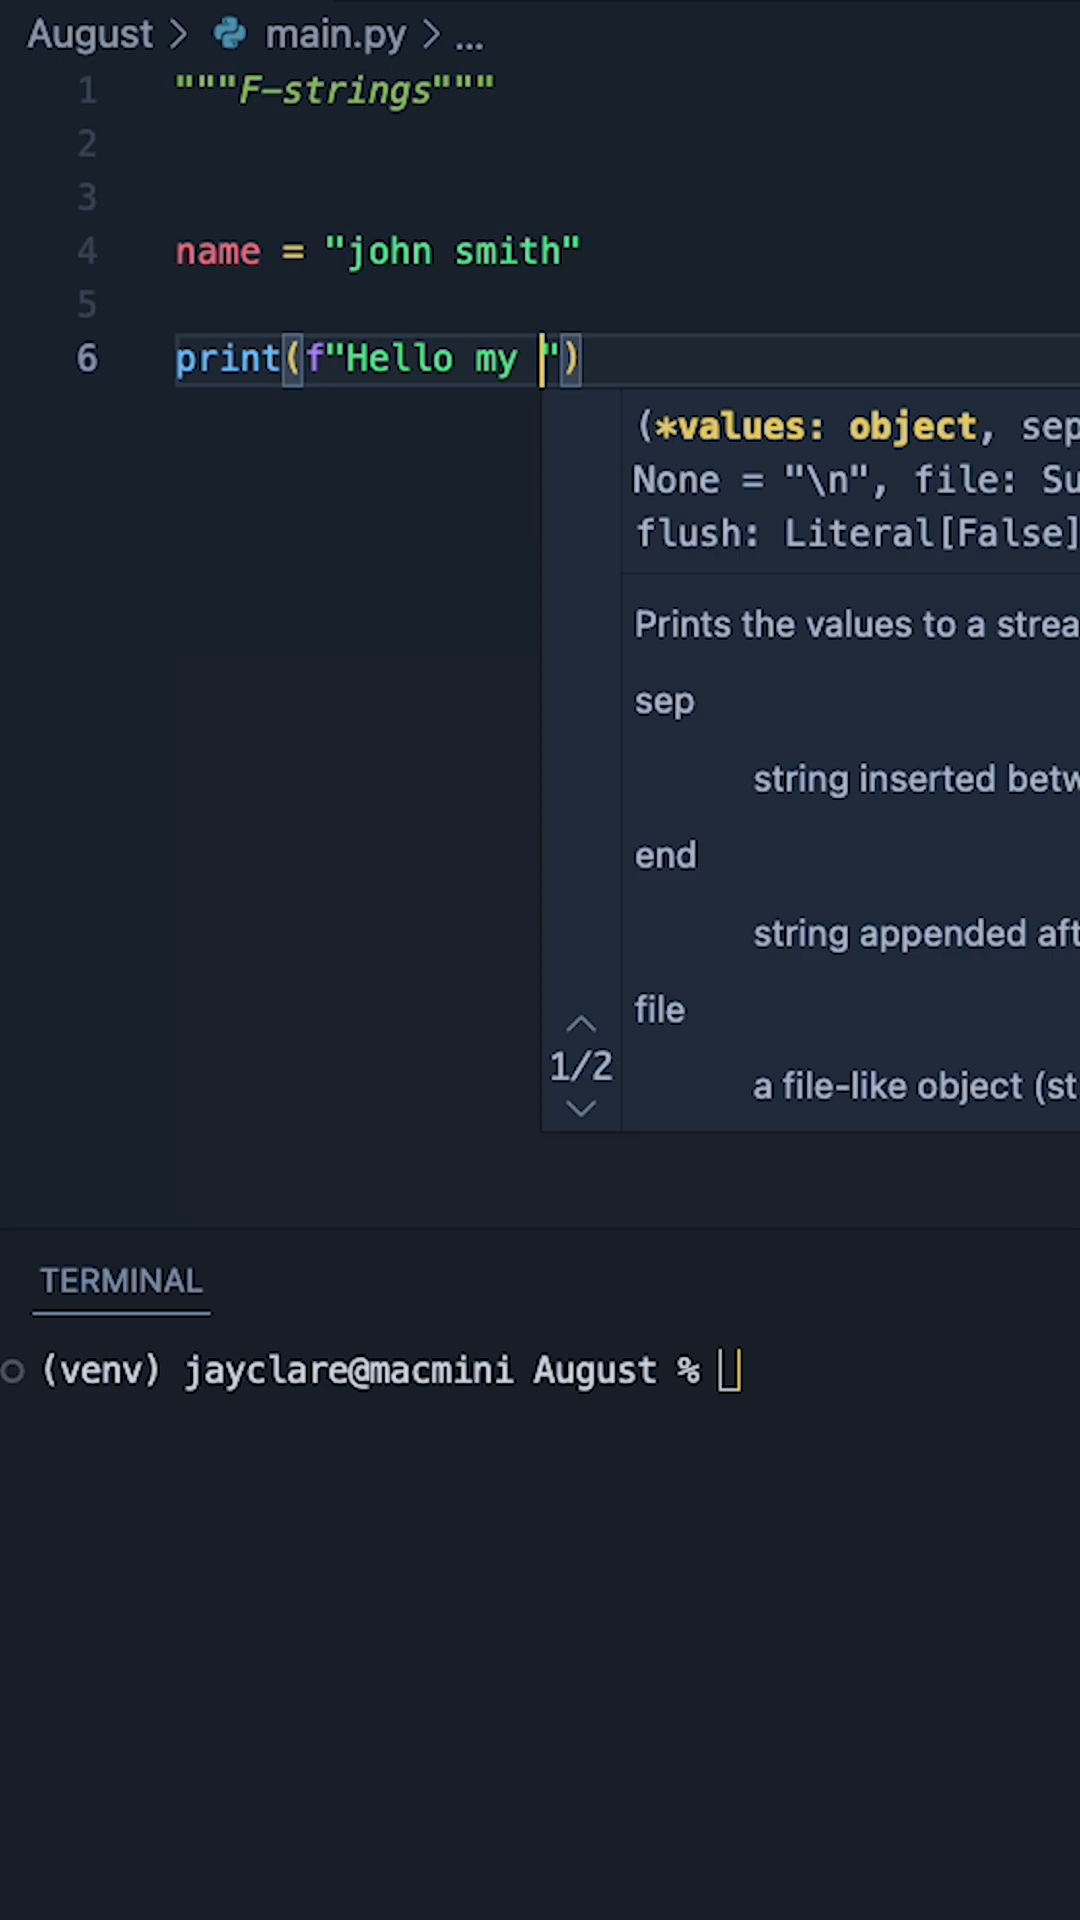 August > main.py > ...
1 """F-strings"""
2
3
4 name = "john smith"
5
6 print(f"Hello my ")
(*values: object, sep
None = "\n", file: Su
flush: Literal[False]
Prints the values to a strea
sep
string inserted betw
end
string appended aft
file
1/2
a file-like object (st
TERMINAL
(venv) jayclare@macmini August %